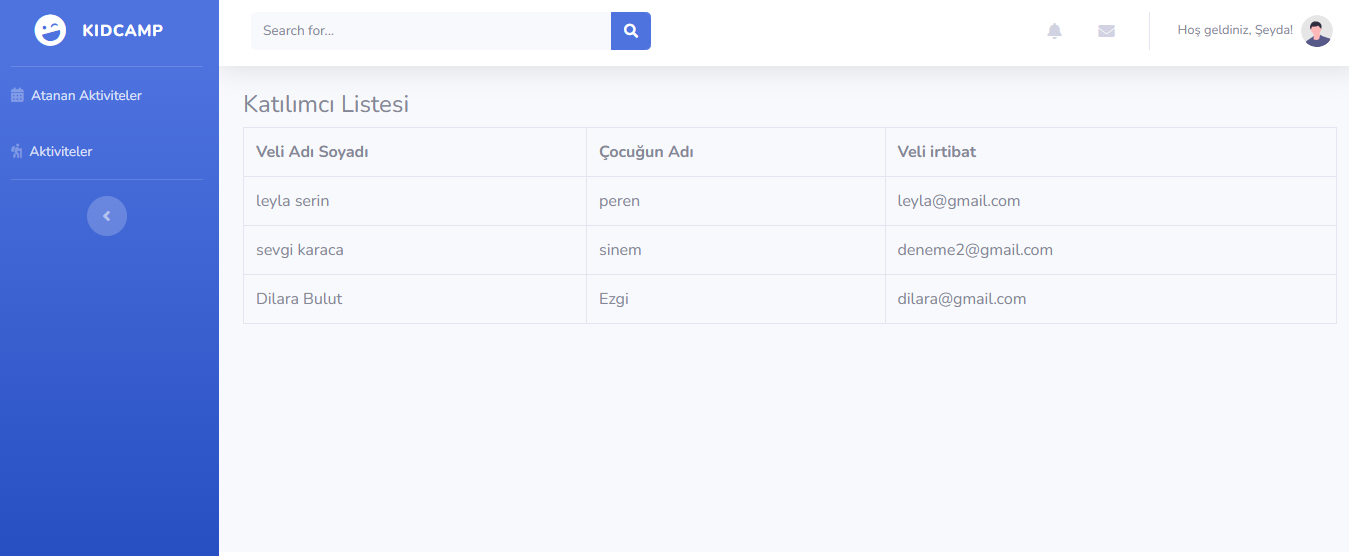 KIDCAMP
Search for...
Hoş geldiniz, Şeyda!
Atanan Aktiviteler
Aktiviteler
Katılımcı Listesi
Veli Adı Soyadı Çocuğun Adı Veli irtibat
leyla serin peren leyla@gmail.com
sevgi karaca sinem deneme2@gmail.com
Dilara Bulut Ezgi dilara@gmail.com